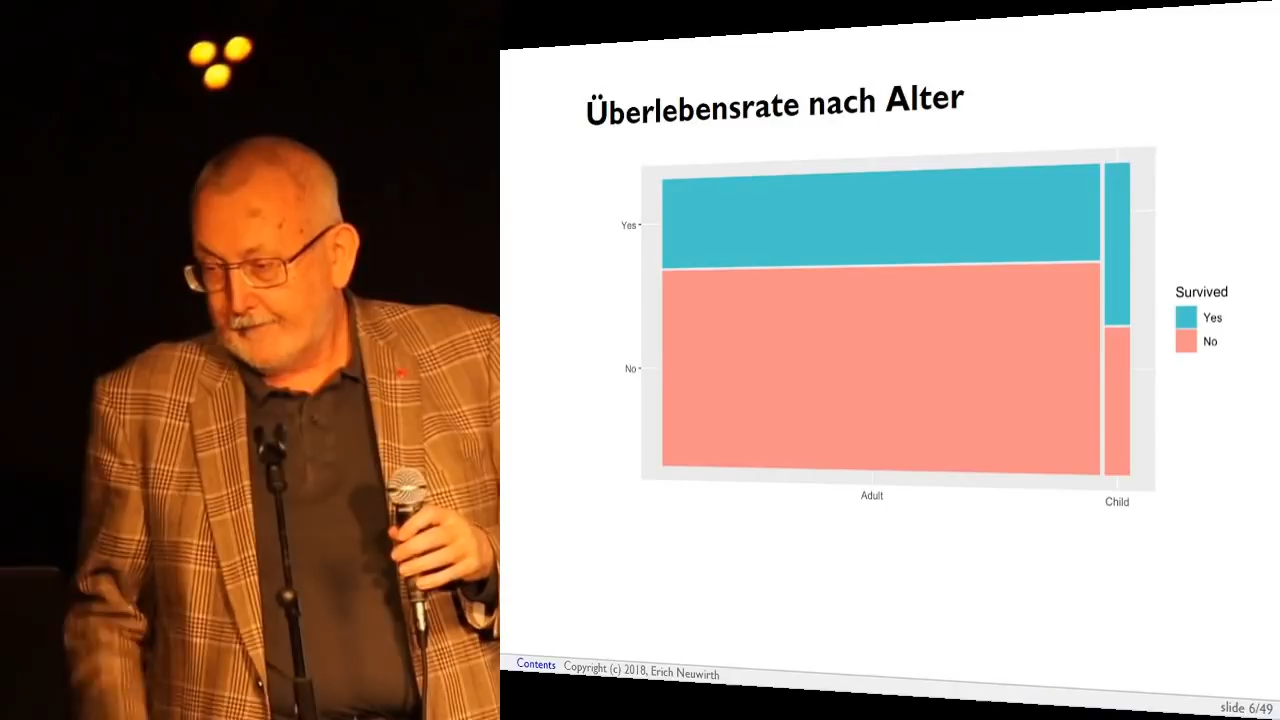 Überlebensrate nach Alter
Yes
No
Adult
Child
Survived
Yes
No
Contents Copyright (c) 2018, Erich Neuwirth
slide 6/49